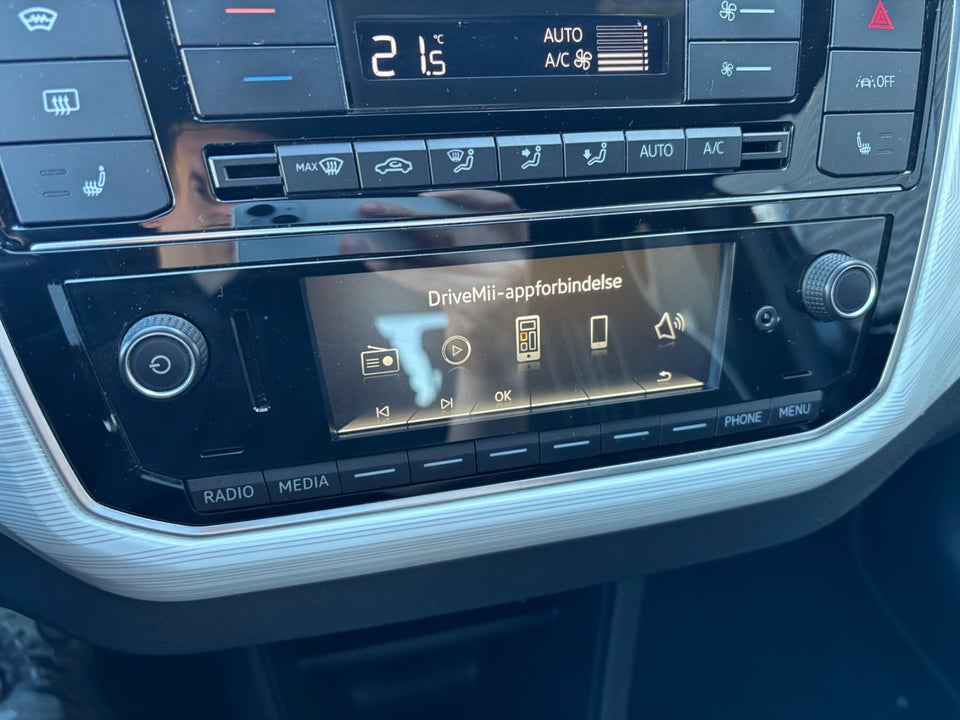 21.5 °C
AUTO
A/C
OFF
MAX
AUTO
A/C
DriveMii-appforbindelse
OK
RADIO
MEDIA
PHONE
MENU